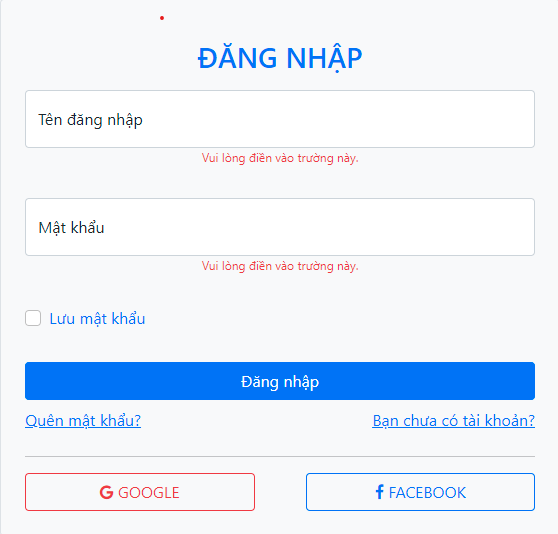 ĐĂNG NHẬP
Tên đăng nhập
Vui lòng điền vào trường này.
Mật khẩu
Vui lòng điền vào trường này.
Lưu mật khẩu
Đăng nhập
Quên mật khẩu? Bạn chưa có tài khoản?
GOOGLE FACEBOOK